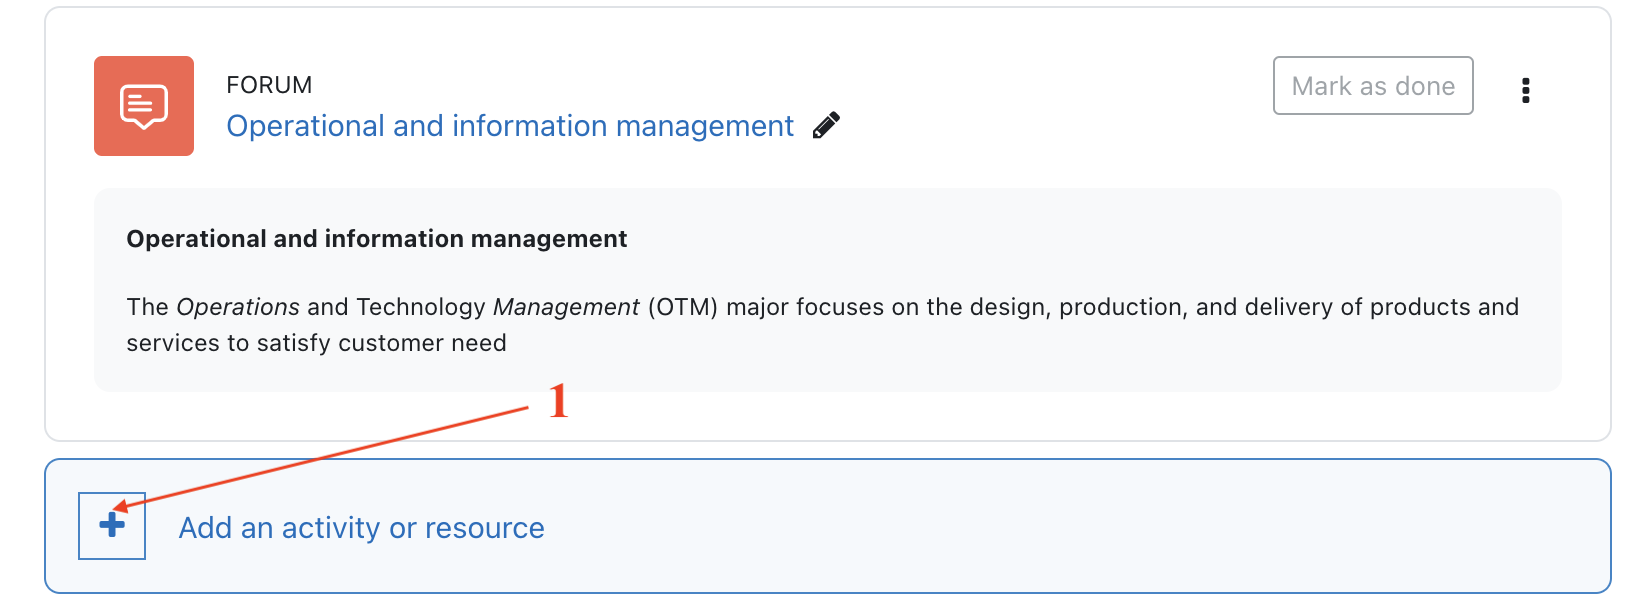 FORUM
Mark as done
Operational and information management
Operational and information management
The Operations and Technology Management (OTM) major focuses on the design, production, and delivery of products and
services to satisfy customer need
1
Add an activity or resource